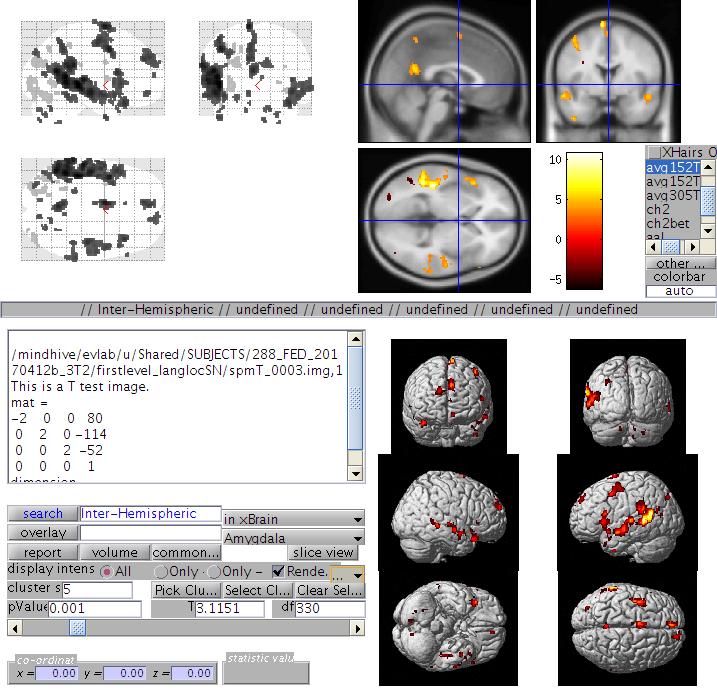 10
5
0
−5
XHairs O
avg152T
avg152T
avg305T
ch2
ch2bet
aal
other ...
colorbar
auto
// Inter-Hemispheric // undefined // undefined // undefined // undefined // undefined
/mindhive/evlab/u/Shared/SUBJECTS/288_FED_201
70412b_3T2/firstlevel_langlocSN/spmT_0003.img,1
This is a T test image.
mat =
−2 0 0 80
0 2 0 −114
0 0 2 −52
0 0 0 1
dimension
search Inter-Hemispheric in xBrain
overlay Amygdala
report volume common... slice view
display intens All Only + Only − Rende. ...
cluster s 5 Pick Clu... Select Cl... Clear Sel...
pValue 0.001 T 3.1151 df 330
co-ordinat statistic valu
x = 0.00 y = 0.00 z = 0.00